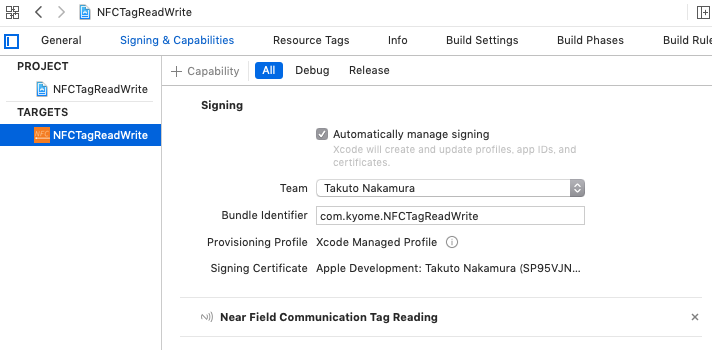 NFCTagReadWrite
General Signing & Capabilities Resource Tags Info Build Settings Build Phases Build Rule
PROJECT
NFCTagReadWrite
TARGETS
NFC NFCTagReadWrite
+ Capability All Debug Release
Signing
Automatically manage signing
Xcode will create and update profiles, app IDs, and
certificates.
Team Takuto Nakamura
Bundle Identifier com.kyome.NFCTagReadWrite
Provisioning Profile Xcode Managed Profile
Signing Certificate Apple Development: Takuto Nakamura (SP95VJN...
Near Field Communication Tag Reading